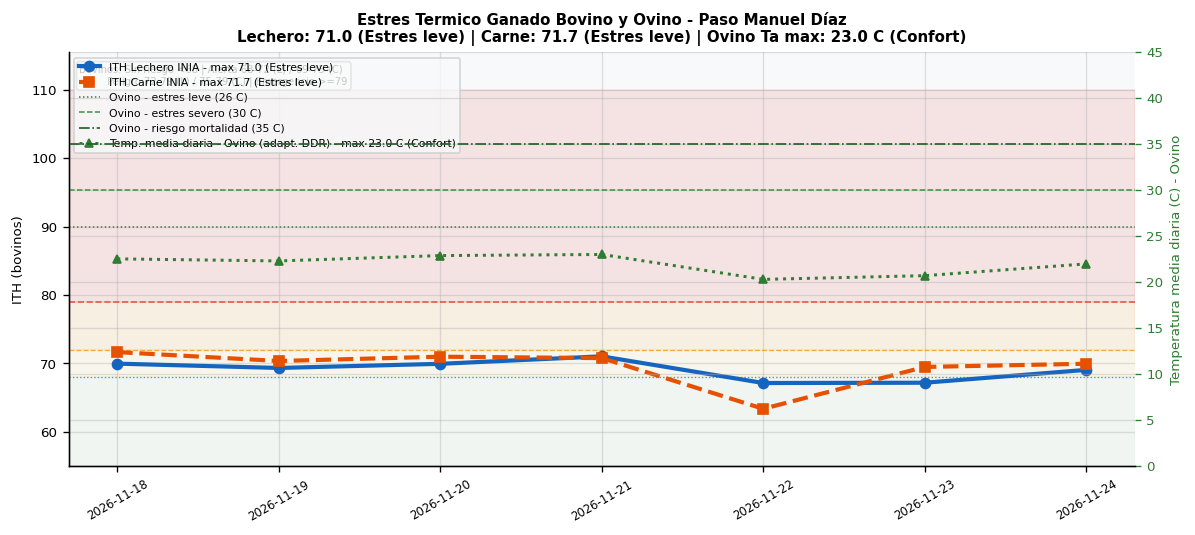 Estres Termico Ganado Bovino y Ovino - Paso Manuel Díaz
Lechero: 71.0 (Estres leve) | Carne: 71.7 (Estres leve) | Ovino Ta max: 23.0 C (Confort)
ITH Lechero INIA - max 71.0 (Estres leve)
ITH Carne INIA - max 71.7 (Estres leve)
Ovino - estres leve (26 C)
Ovino - estres severo (30 C)
Ovino - riesgo mortalidad (35 C)
Temp. media diaria - Ovino (adapt. DDR) - max 23.0 C (Confort)
ITH (bovinos)
110
100
90
80
70
60
45
40
35
30
25
20
15
10
5
0
Temperatura media diaria (C) - Ovino
2026-11-18
2026-11-19
2026-11-20
2026-11-21
2026-11-22
2026-11-23
2026-11-24